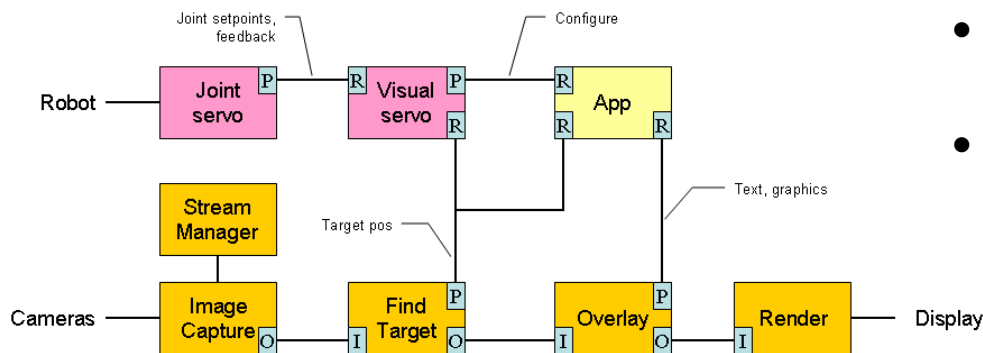 Joint setpoints,
feedback
Configure
Robot
Joint
servo
P
R
Visual
servo
P
R
R
App
R
R
Stream
Manager
Target pos
Text, graphics
Cameras
Image
Capture
O
I
Find
Target
P
O
I
Overlay
P
O
I
Render
Display